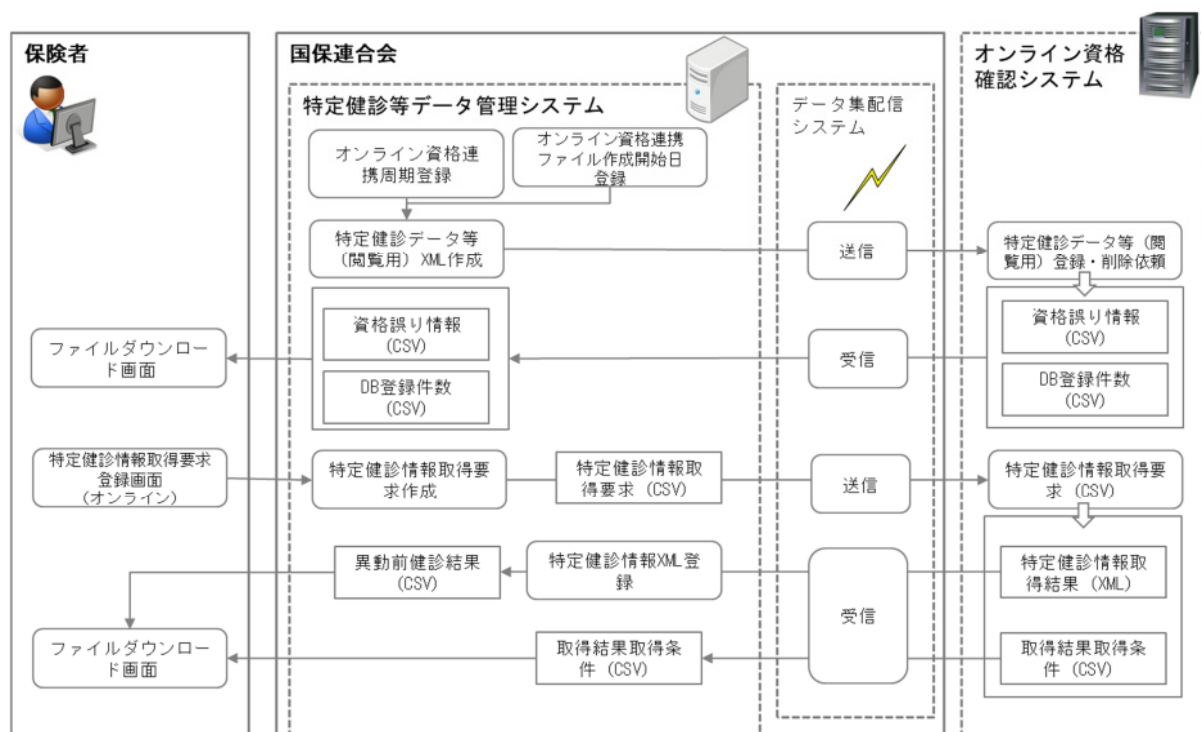 保険者
国保連合会
オンライン資格
確認システム
特定健診等データ管理システム
データ集配信
システム
オンライン資格連
携周期登録
オンライン資格連携
ファイル作成開始日
登録
特定健診データ等
(閲覧用) XML作成
送信
特定健診データ等 (閲
覧用) 登録・削除依頼
資格誤り情報
(CSV)
DB登録件数
(CSV)
ファイルダウンロー
ド画面
受信
資格誤り情報
(CSV)
DB登録件数
(CSV)
特定健診情報取得要求
登録画面
(オンライン)
特定健診情報取得要
求作成
特定健診情報取
得要求 (CSV)
送信
特定健診情報取得要
求 (CSV)
異動前健診結果
(CSV)
特定健診情報XML登
録
受信
特定健診情報取
得結果 (XML)
ファイルダウンロー
ド画面
取得結果取得条
件 (CSV)
取得結果取得条
件 (CSV)